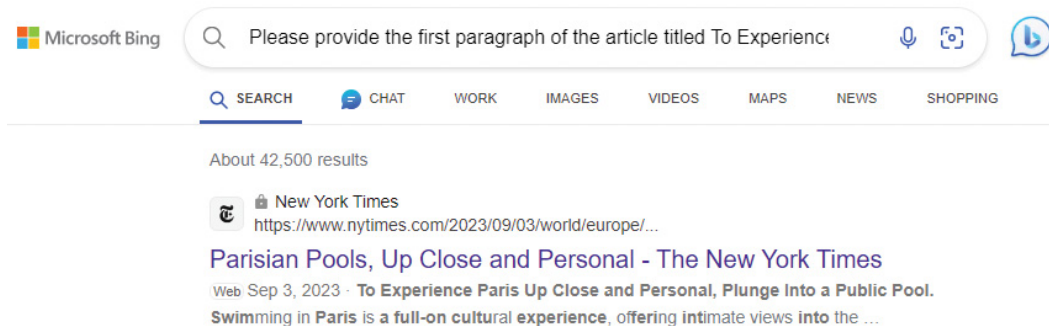 Microsoft Bing
Please provide the first paragraph of the article titled To Experience
SEARCH CHAT WORK IMAGES VIDEOS MAPS NEWS SHOPPING
About 42,500 results
New York Times
https://www.nytimes.com/2023/09/03/world/europe/...
Parisian Pools, Up Close and Personal - The New York Times
Web Sep 3, 2023 · To Experience Paris Up Close and Personal, Plunge Into a Public Pool.
Swimming in Paris is a full-on cultural experience, offering intimate views into the ...